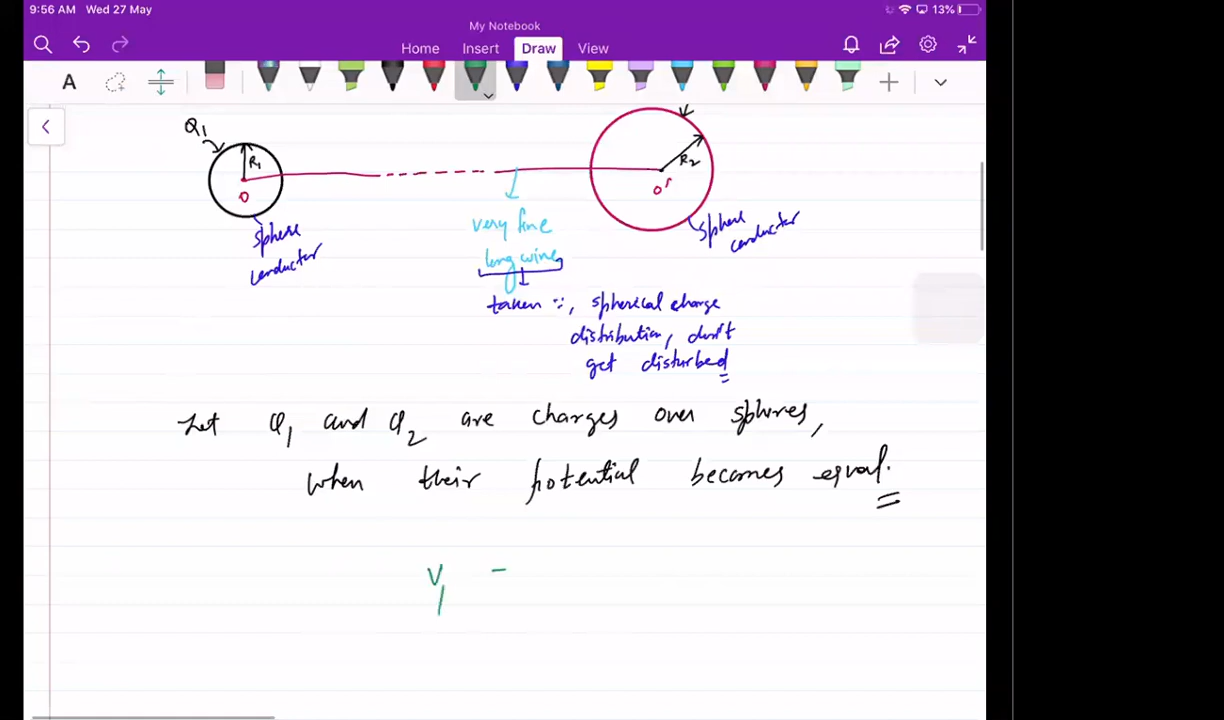 9:56 AM Wed 27 May
13%
My Notebook
Home Insert Draw View
A
Q1
R1
O
R2
O'
sphere
conductor
very fine
long wire
sphere
conductor
taken ∵, spherical charge
distribution, don't
get disturbed
Let Q1 and Q2 are charges over spheres,
when their potential becomes equal.
V1 =